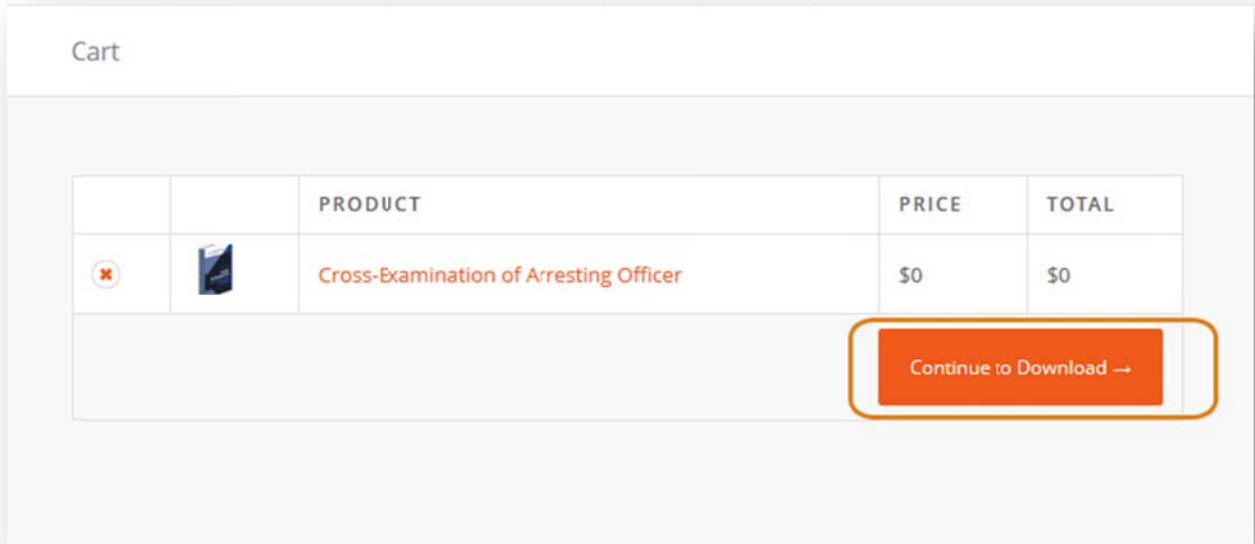 Cart
PRODUCT PRICE TOTAL
Cross-Examination of Arresting Officer $0 $0
Continue to Download →